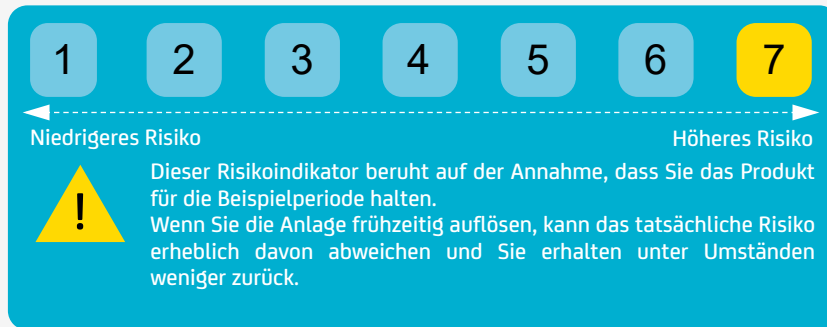 1 2 3 4 5 6 7
Niedrigeres Risiko Höheres Risiko
Dieser Risikoindikator beruht auf der Annahme, dass Sie das Produkt
für die Beispielperiode halten.
!
Wenn Sie die Anlage frühzeitig auflösen, kann das tatsächliche Risiko
erheblich davon abweichen und Sie erhalten unter Umständen
weniger zurück.